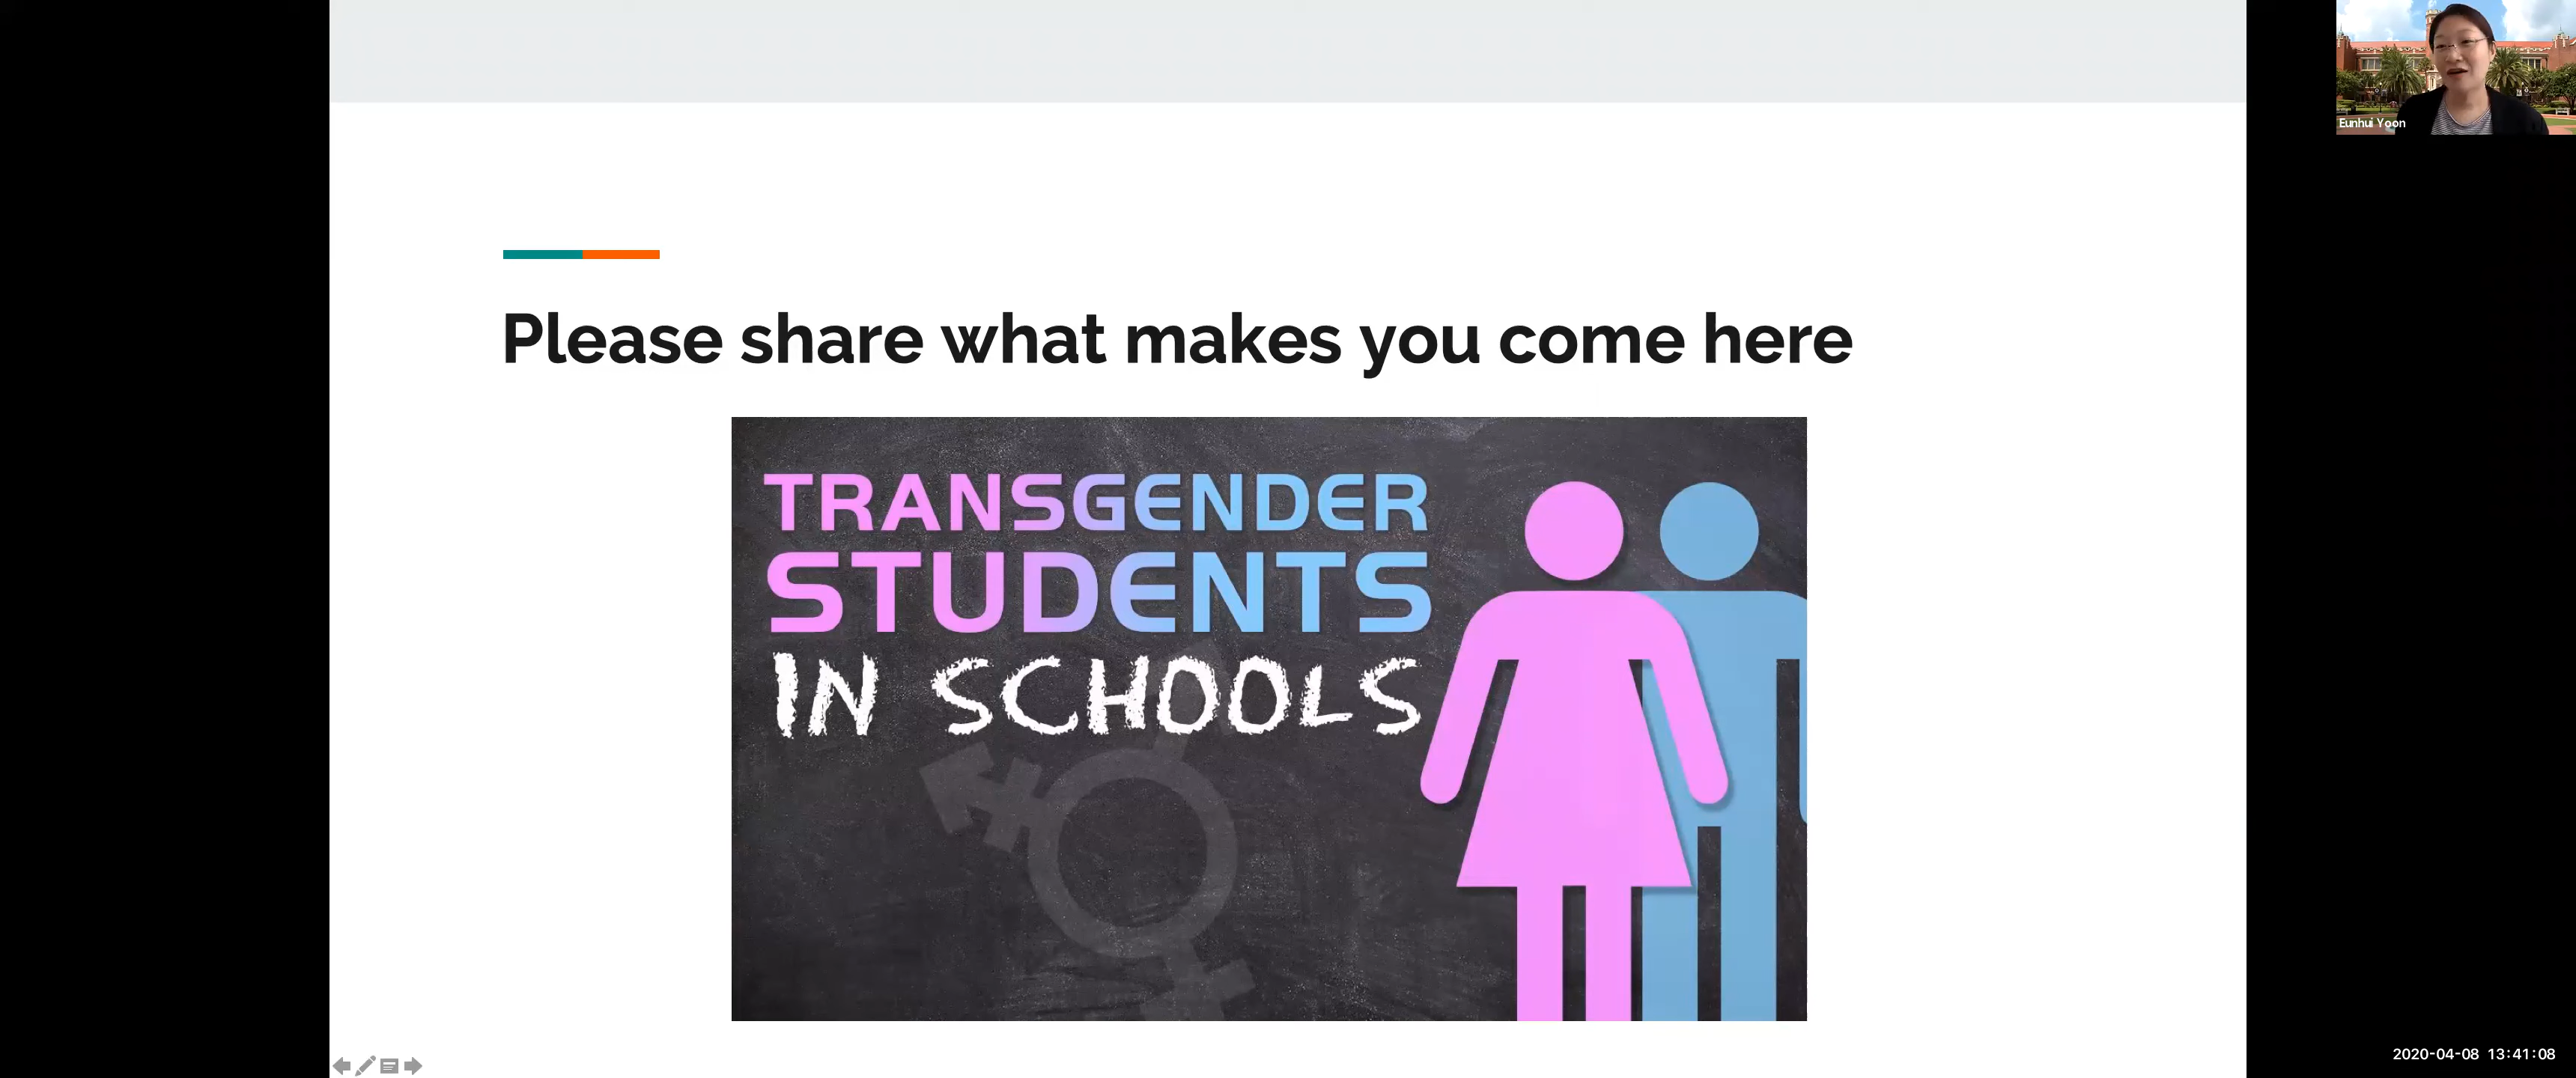 Please share what makes you come here
TRANSGENDER
STUDENTS
IN SCHOOLS
Eunhui Yoon
2020-04-08 13:41:08